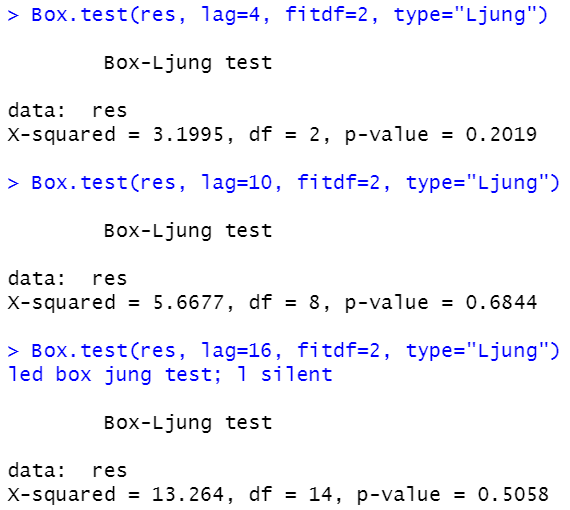 > Box.test(res, lag=4, fitdf=2, type="Ljung")
Box-Ljung test
data:  res
X-squared = 3.1995, df = 2, p-value = 0.2019
> Box.test(res, lag=10, fitdf=2, type="Ljung")
Box-Ljung test
data:  res
X-squared = 5.6677, df = 8, p-value = 0.6844
> Box.test(res, lag=16, fitdf=2, type="Ljung")
led box jung test; l silent
Box-Ljung test
data:  res
X-squared = 13.264, df = 14, p-value = 0.5058